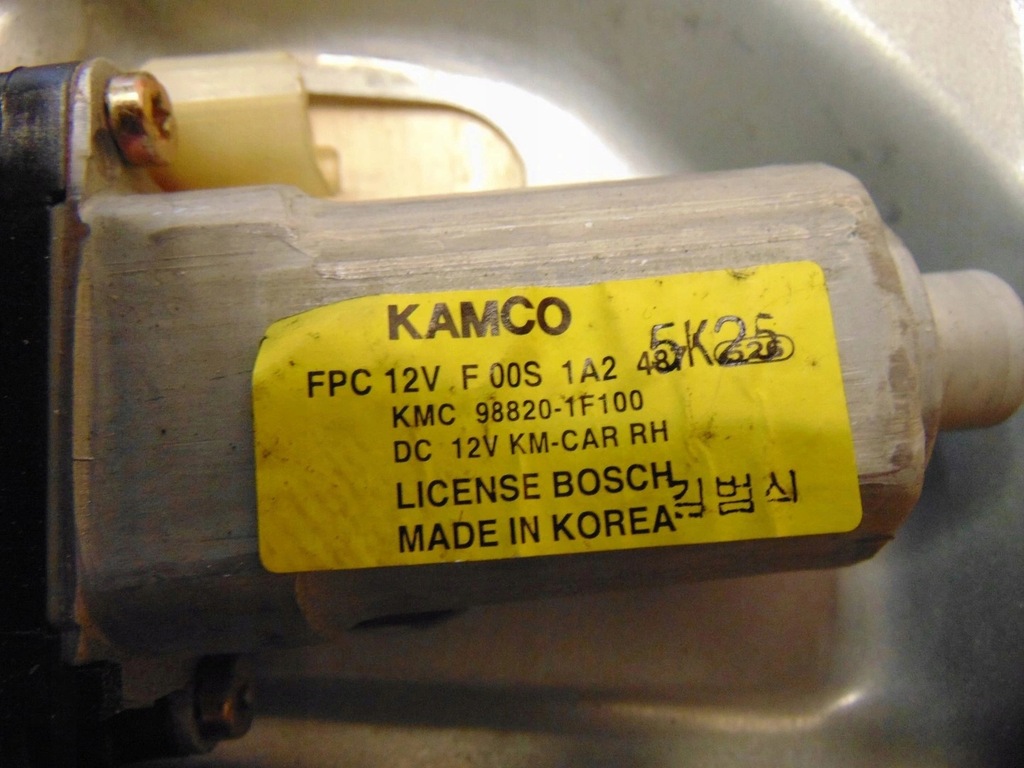 KAMCO
FPC 12V F 00S 1A2 487 5K25
KMC 98820-1F100
DC 12V KM-CAR RH
LICENSE BOSCH
MADE IN KOREA 김범식